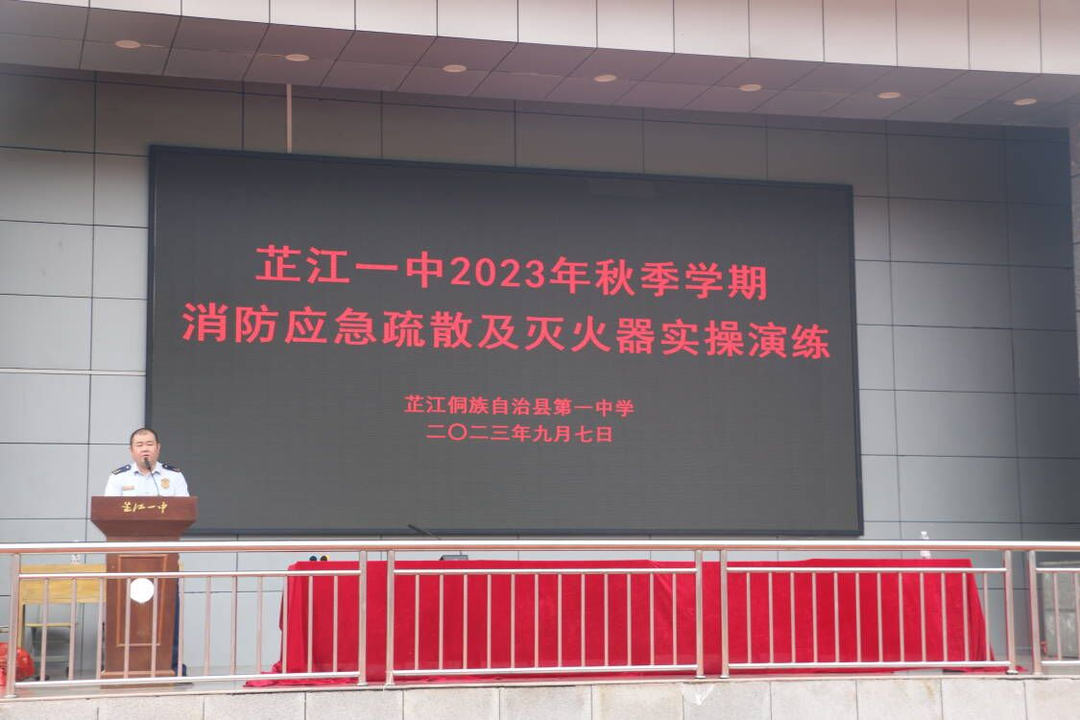 芷江一中2023年秋季学期
消防应急疏散及灭火器实操演练
芷江侗族自治县第一中学
二〇二三年九月七日
芷江一中